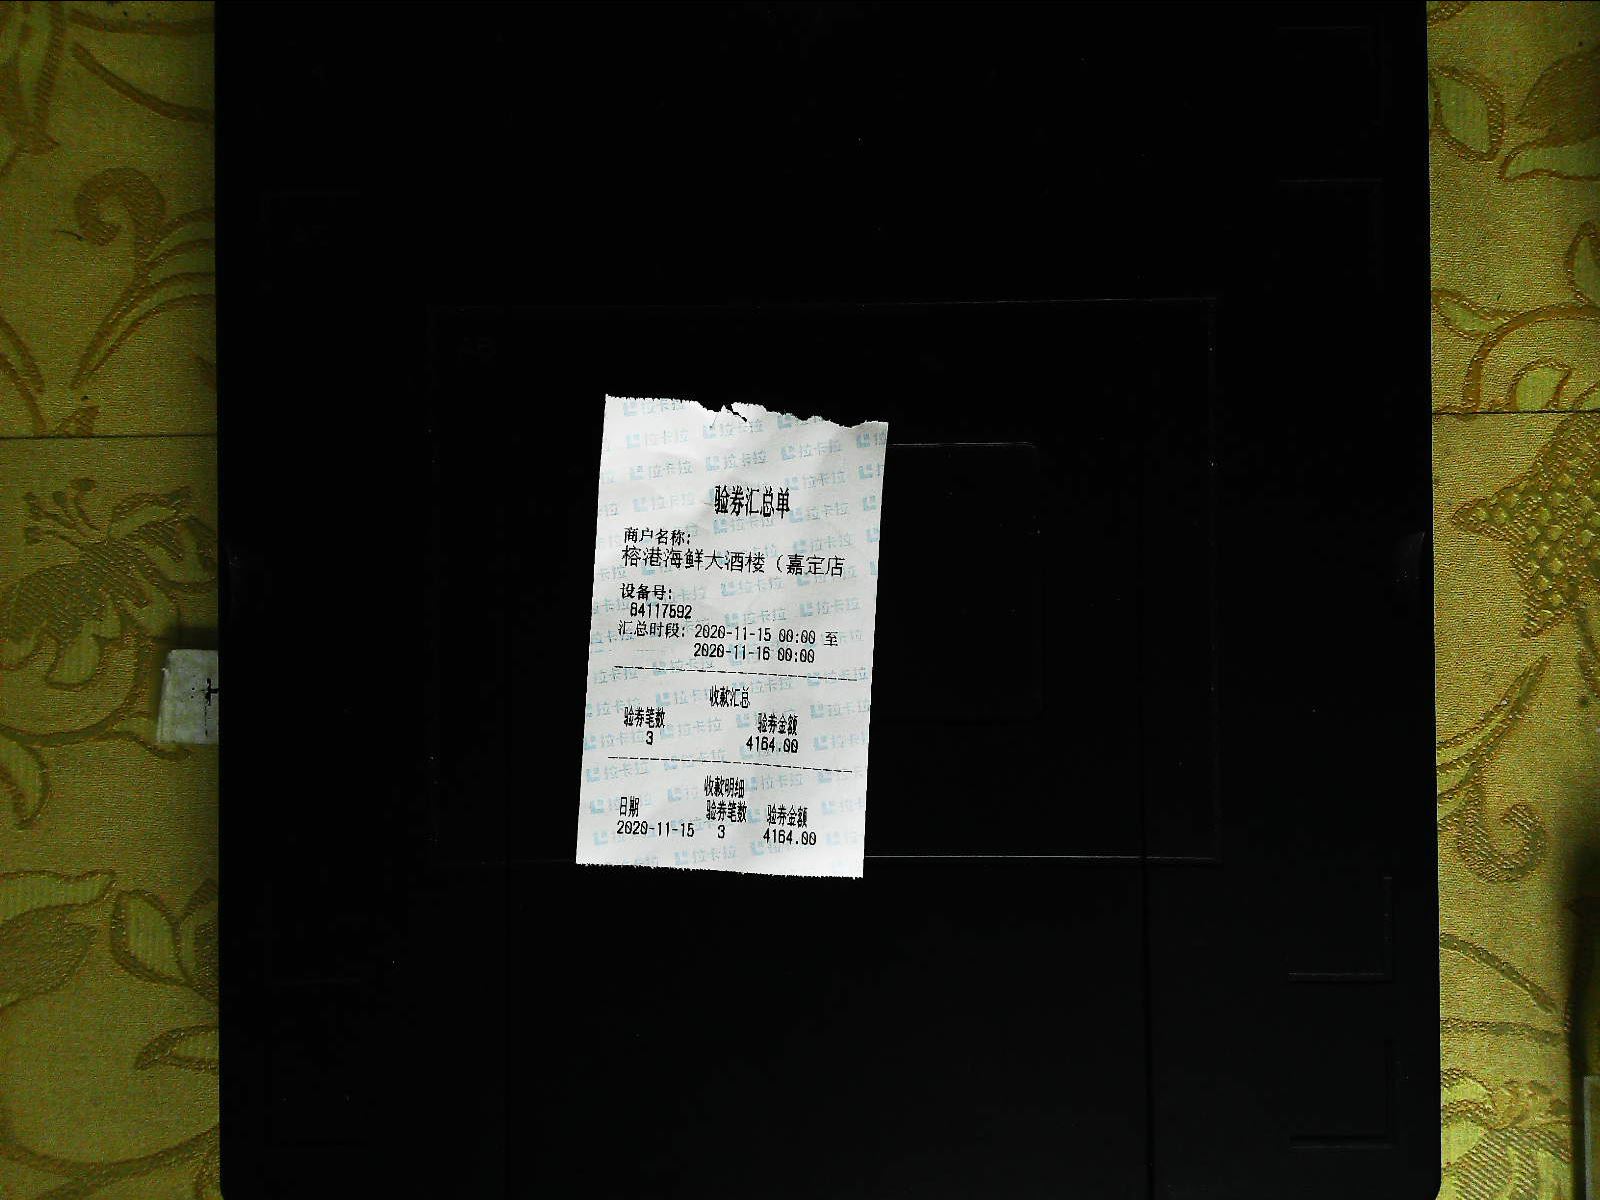 验券汇总单
商户名称:
榕港海鲜大酒楼（嘉定店
设备号:
84117592
汇总时段: 2020-11-15 00:00 至
2020-11-16 00:00
收款汇总
验券笔数 验券金额
3 4164.00
收款明细
日期 验券笔数 验券金额
2020-11-15 3 4164.00
拉卡拉